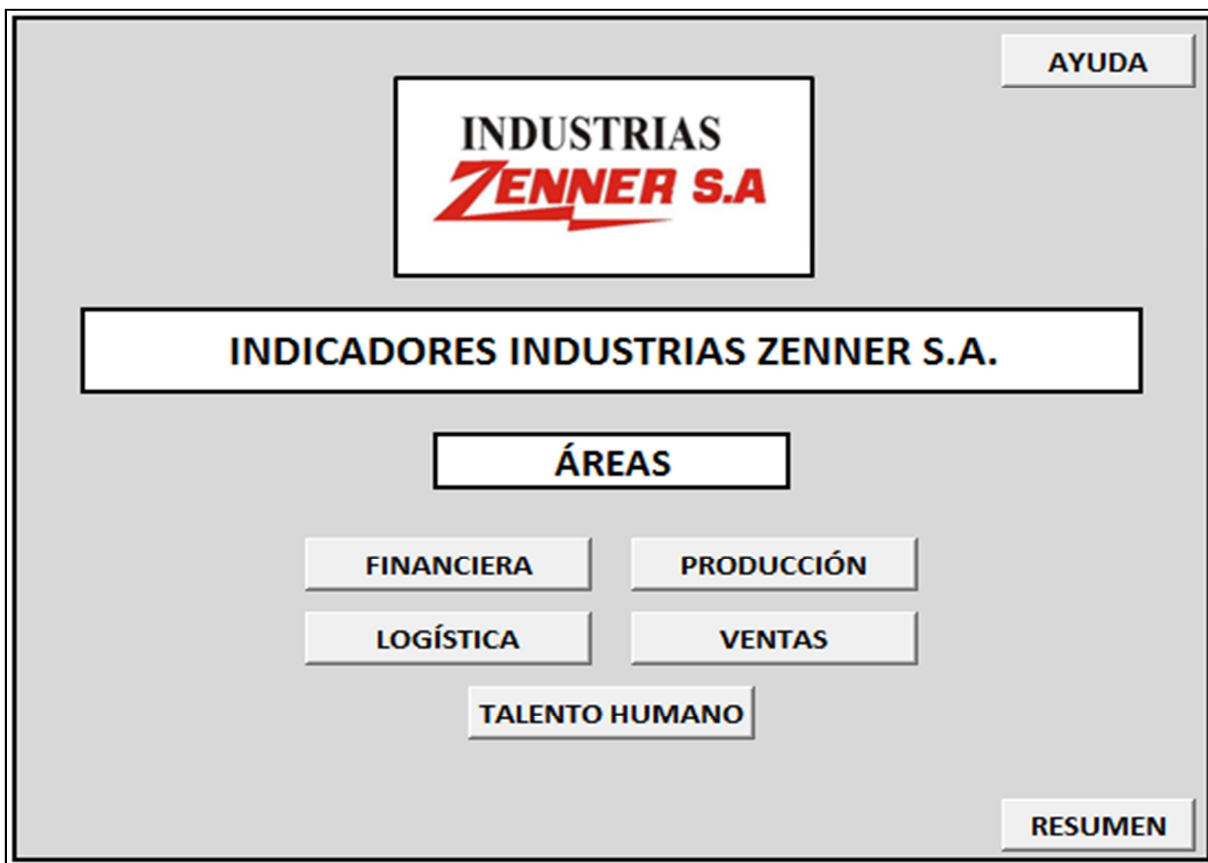 AYUDA
INDUSTRIAS
ZENNER S.A
INDICADORES INDUSTRIAS ZENNER S.A.
ÁREAS
FINANCIERA
PRODUCCIÓN
LOGÍSTICA
VENTAS
TALENTO HUMANO
RESUMEN